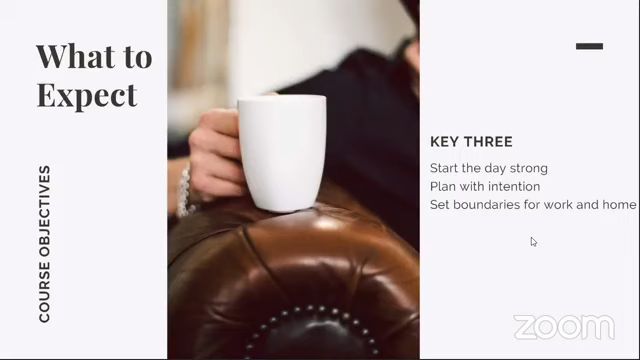 What to
Expect
COURSE OBJECTIVES
KEY THREE
Start the day strong
Plan with intention
Set boundaries for work and home
zoom